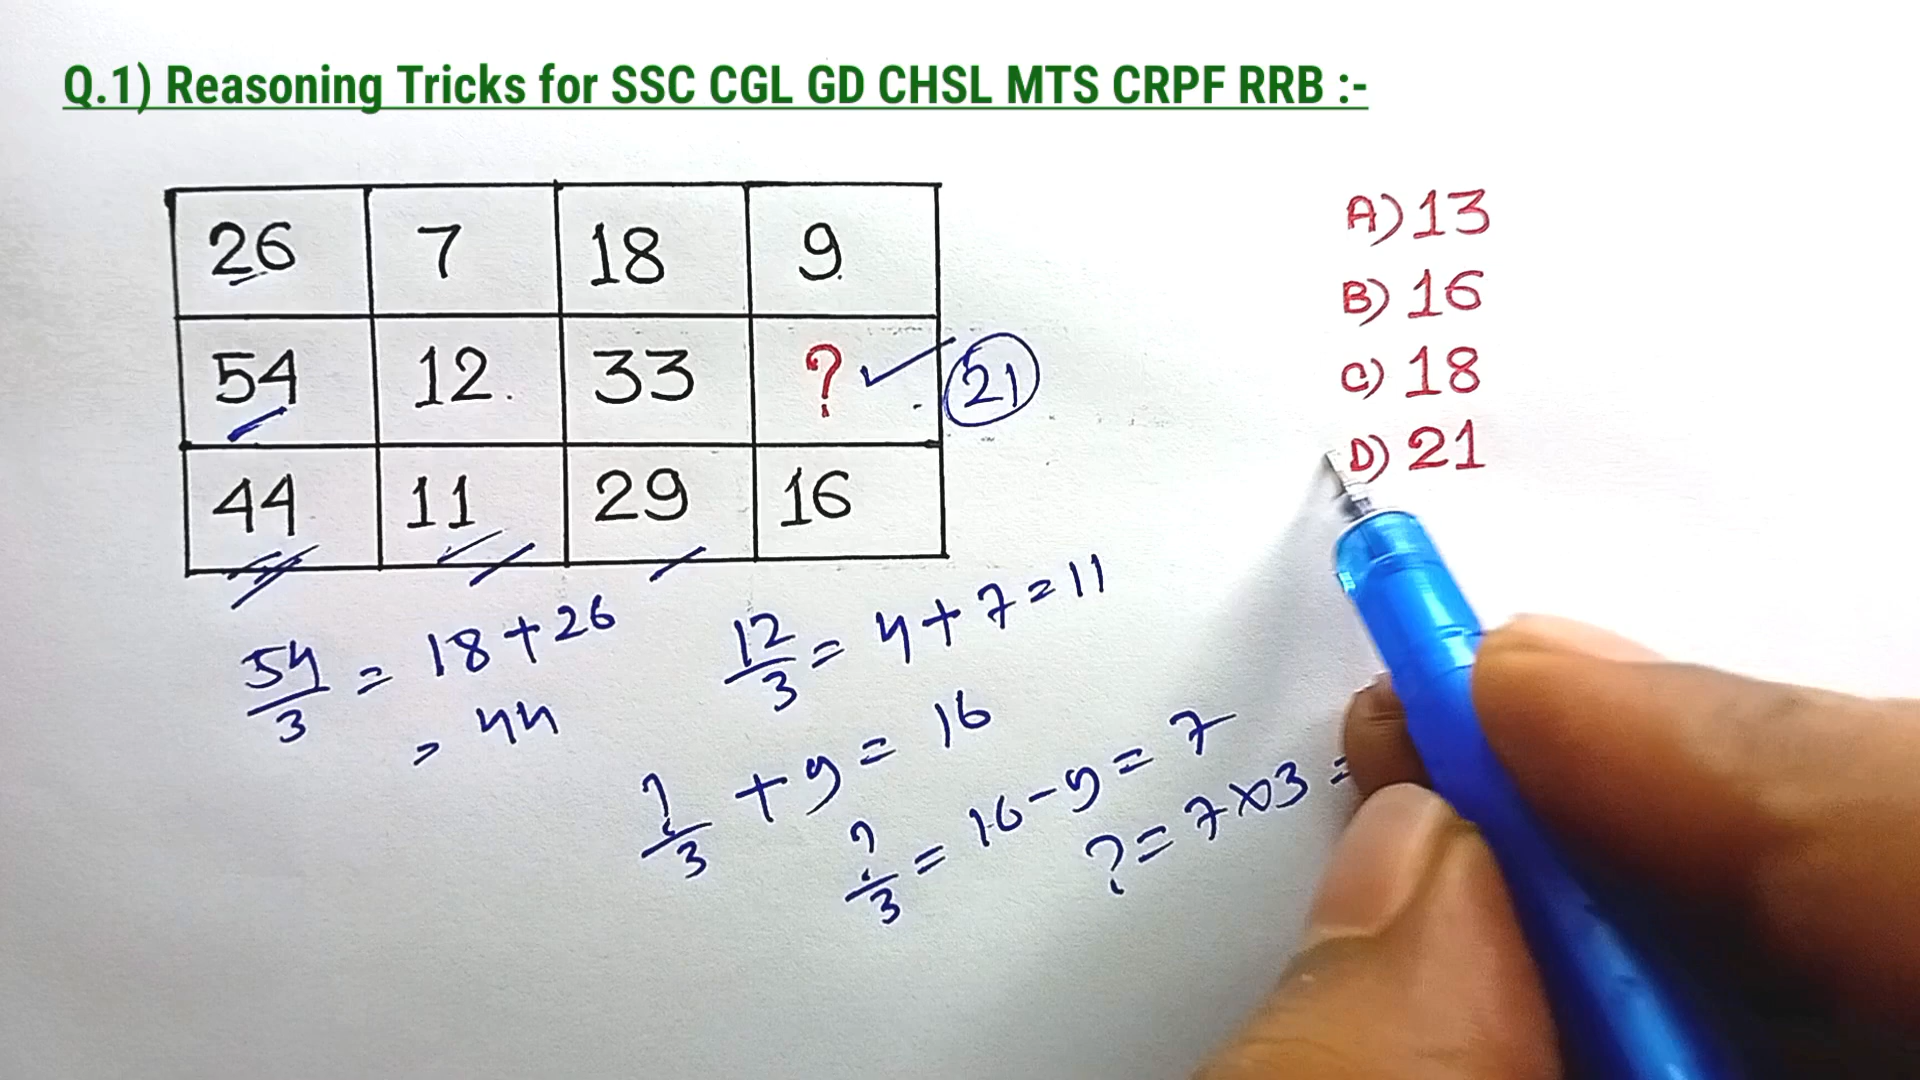 Q.1) Reasoning Tricks for SSC CGL GD CHSL MTS CRPF RRB :-
26 7 18 9
54 12 33 ? 21
44 11 29 16
A) 13
B) 16
C) 18
D) 21
54/3 = 18+26
= 44
12/3 = 4+7=11
?/3 + 9 = 16
?/3 = 16-9=7
?=7×3=